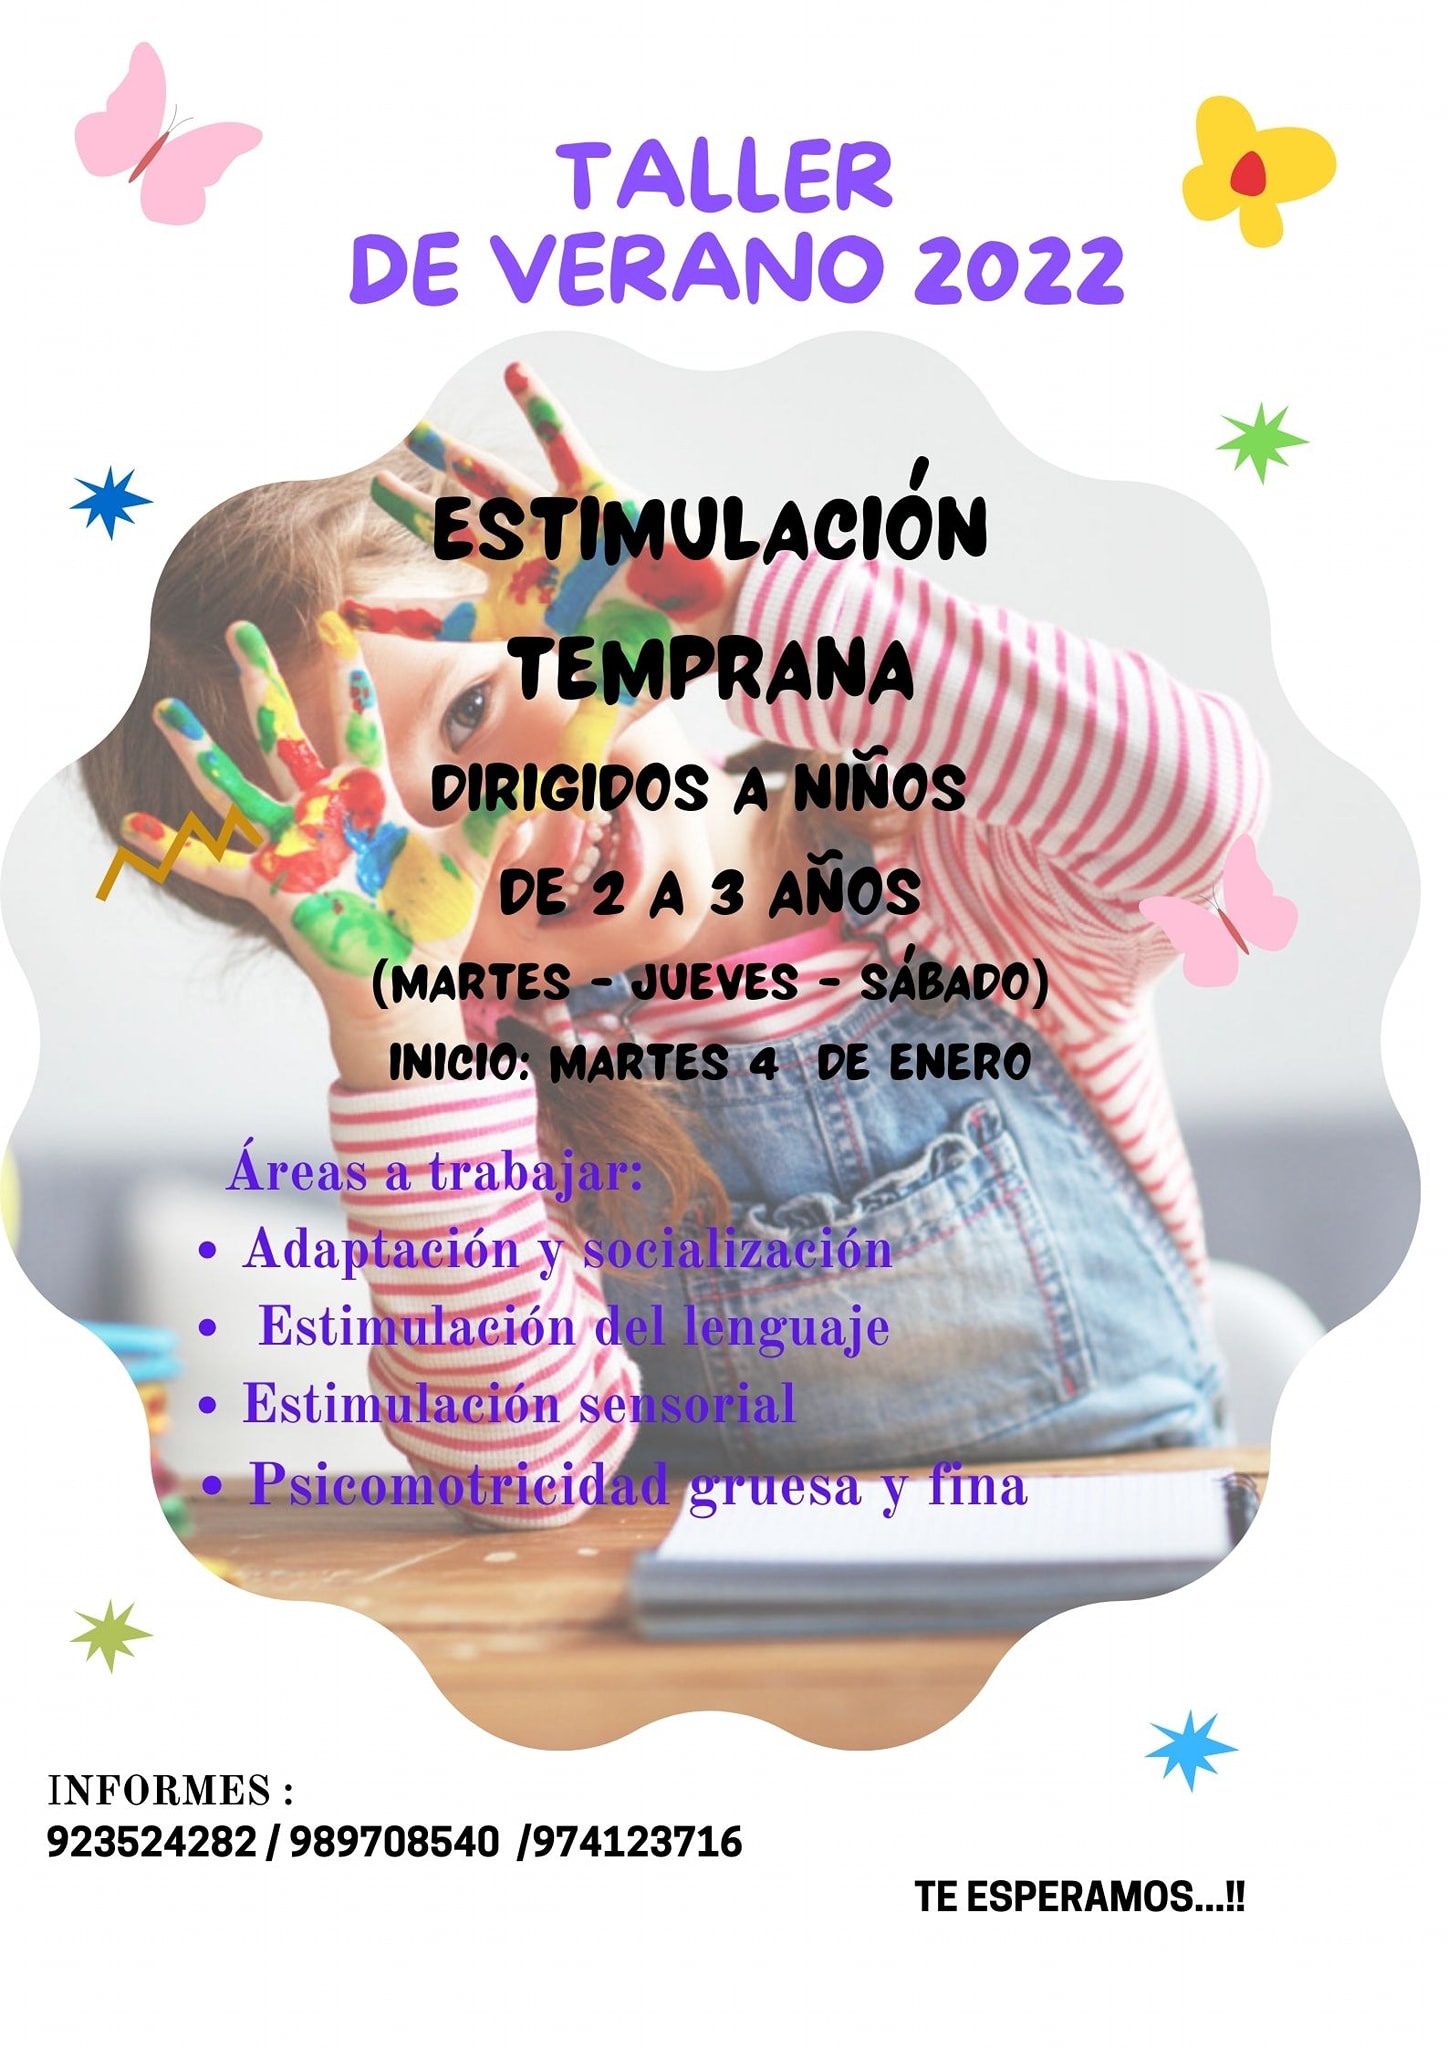 TALLER
DE VERANO 2022
ESTIMULACIÓN
TEMPRANA
DIRIGIDOS A NIÑOS
DE 2 A 3 AÑOS
(MARTES - JUEVES - SÁBADO)
INICIO: MARTES 4 DE ENERO
Áreas a trabajar:
• Adaptación y socialización
• Estimulación del lenguaje
• Estimulación sensorial
• Psicomotricidad gruesa y fina
INFORMES :
923524282 / 989708540 /974123716
TE ESPERAMOS...!!